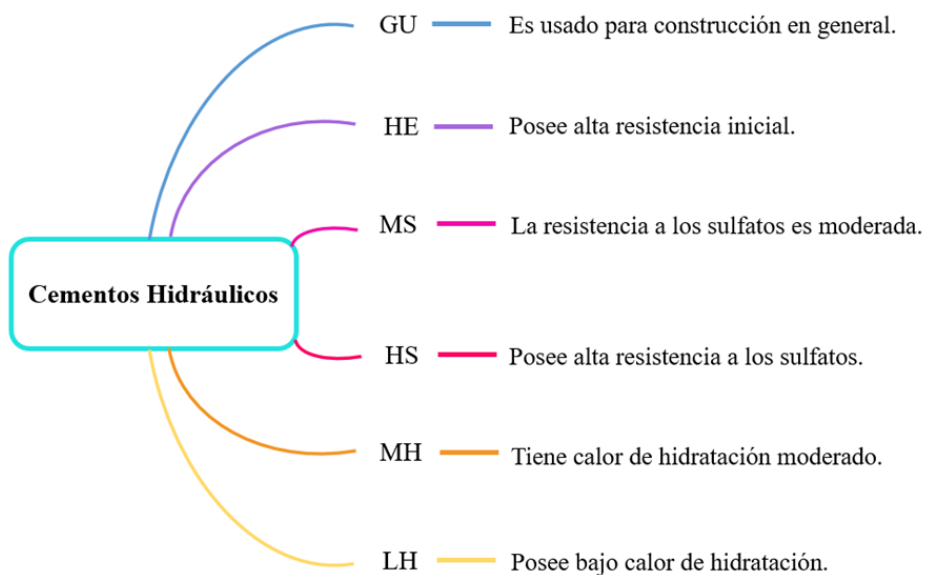 GU Es usado para construcción en general.
HE Posee alta resistencia inicial.
MS La resistencia a los sulfatos es moderada.
Cementos Hidráulicos
HS Posee alta resistencia a los sulfatos.
MH Tiene calor de hidratación moderado.
LH Posee bajo calor de hidratación.